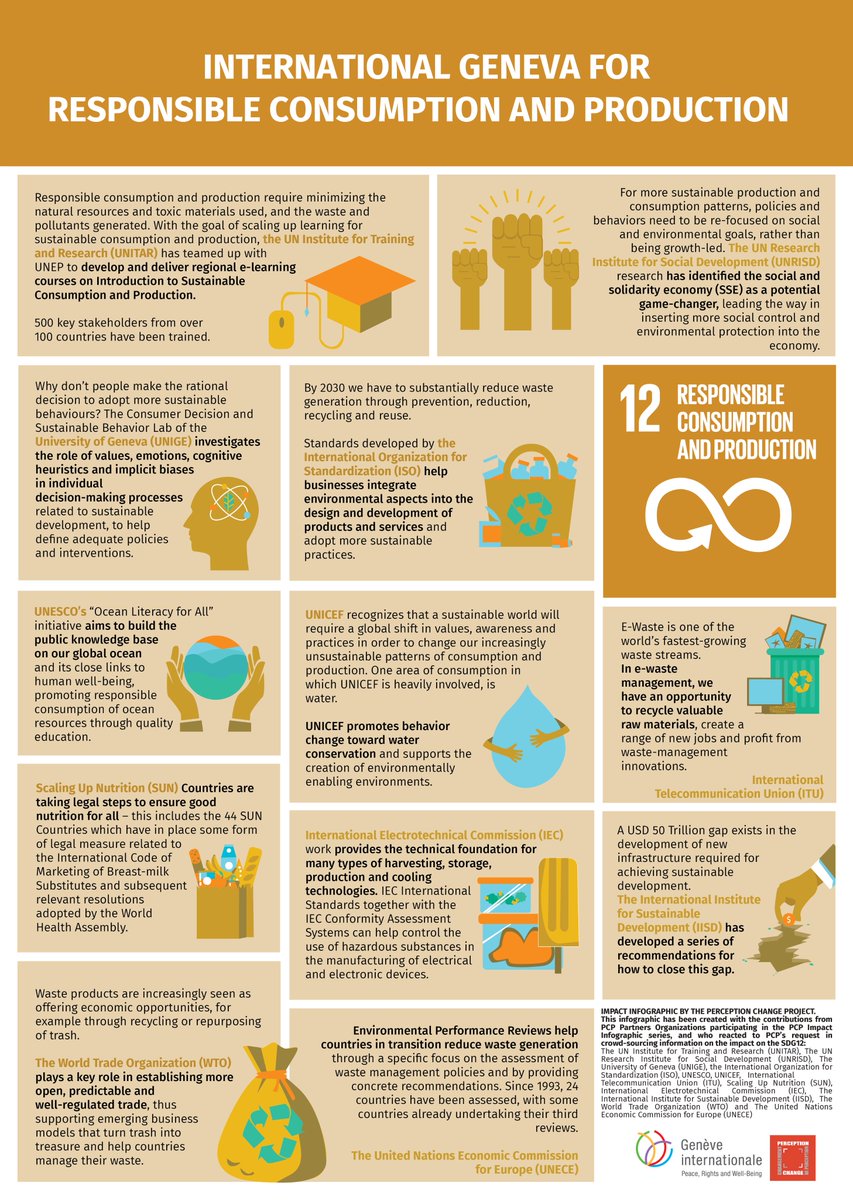 INTERNATIONAL GENEVA FOR
RESPONSIBLE CONSUMPTION AND PRODUCTION
Responsible consumption and production require minimizing the
natural resources and toxic materials used, and the waste and
pollutants generated. With the goal of scaling up learning for
sustainable consumption and production, the UN Institute for Training
and Research (UNITAR) has teamed up with
UNEP to develop and deliver regional e-learning
courses on Introduction to Sustainable
Consumption and Production.
500 key stakeholders from over
100 countries have been trained.
For more sustainable production and
consumption patterns, policies and
behaviors need to be re-focused on social
and environmental goals, rather than
being growth-led. The UN Research
Institute for Social Development (UNRISD)
research has identified the social and
solidarity economy (SSE) as a potential
game-changer, leading the way in
inserting more social control and
environmental protection into the
economy.
Why don't people make the rational
decision to adopt more sustainable
behaviours? The Consumer Decision and
Sustainable Behavior Lab of the
University of Geneva (UNIGE) investigates
the role of values, emotions, cognitive
heuristics and implicit biases
in individual
decision-making processes
related to sustainable
development, to help
define adequate policies
and interventions.
By 2030 we have to substantially reduce waste
generation through prevention, reduction,
recycling and reuse.
Standards developed by the
International Organization for
Standardization (ISO) help
businesses integrate
environmental aspects into the
design and development of
products and services and
adopt more sustainable
practices.
12 RESPONSIBLE
CONSUMPTION
AND PRODUCTION
UNESCO's “Ocean Literacy for All”
initiative aims to build the
public knowledge base
on our global ocean
and its close links to
human well-being,
promoting responsible
consumption of ocean
resources through quality
education.
UNICEF recognizes that a sustainable world will
require a global shift in values, awareness and
practices in order to change our increasingly
unsustainable patterns of consumption and
production. One area of consumption in
which UNICEF is heavily involved, is
water.
UNICEF promotes behavior
change toward water
conservation and supports the
creation of environmentally
enabling environments.
E-Waste is one of the
world's fastest-growing
waste streams.
In e-waste
management, we
have an opportunity
to recycle valuable
raw materials, create a
range of new jobs and profit from
waste-management
innovations.
International
Telecommunication Union (ITU)
Scaling Up Nutrition (SUN) Countries are
taking legal steps to ensure good
nutrition for all – this includes the 44 SUN
Countries which have in place some form
of legal measure related to
the International Code of
Marketing of Breast-milk
Substitutes and subsequent
relevant resolutions
adopted by the World
Health Assembly.
International Electrotechnical Commission (IEC)
work provides the technical foundation for
many types of harvesting, storage,
production and cooling
technologies. IEC International
Standards together with the
IEC Conformity Assessment
Systems can help control the
use of hazardous substances in
the manufacturing of electrical
and electronic devices.
A USD 50 Trillion gap exists in the
development of new
infrastructure required for
achieving sustainable
development.
The International Institute
for Sustainable
Development (IISD) has
developed a series of
recommendations for
how to close this gap.
$
Waste products are increasingly seen as
offering economic opportunities, for
example through recycling or repurposing
of trash.
The World Trade Organization (WTO)
plays a key role in establishing more
open, predictable and
well-regulated trade, thus
supporting emerging business
models that turn trash into
treasure and help countries
manage their waste.
Environmental Performance Reviews help
countries in transition reduce waste generation
through a specific focus on the assessment of
waste management policies and by providing
concrete recommendations. Since 1993, 24
countries have been assessed, with some
countries already undertaking their third
reviews.
The United Nations Economic Commission
for Europe (UNECE)
IMPACT INFOGRAPHIC BY THE PERCEPTION CHANGE PROJECT.
This infographic has been created with the contributions from
PCP Partners Organizations participating in the PCP Impact
Infographic series, and who reacted to PCP's request in
crowd-sourcing information on the impact on the SDG12:
The UN Institute for Training and Research (UNITAR), The UN
Research Institute for Social Development (UNRISD), The
University of Geneva (UNIGE), the International Organization for
Standardization (ISO), UNESCO, UNICEF, International
Telecommunication Union (ITU), Scaling Up Nutrition (SUN),
International Electrotechnical Commission (IEC), The
International Institute for Sustainable Development (IISD), The
World Trade Organization (WTO) and The United Nations
Economic Commission for Europe (UNECE)
Genève
internationale
Peace, Rights and Well-Being
PERCEPTION
CHANGE